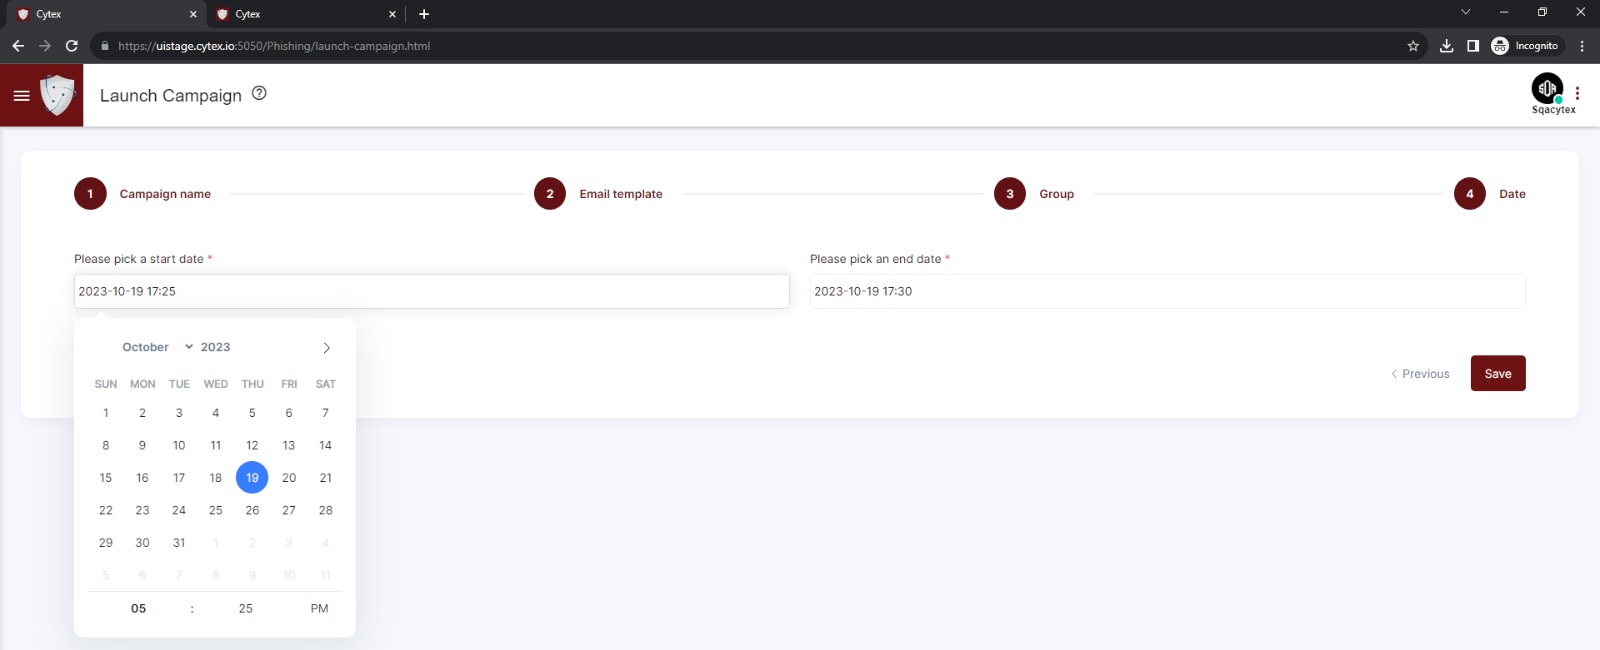 Cytex
Cytex
https://uistage.cytex.io:5050/Phishing/launch-campaign.html
Incognito
Launch Campaign
SQA
Sqacytex
1 Campaign name
2 Email template
3 Group
4 Date
Please pick a start date *
Please pick an end date *
2023-10-19 17:25
2023-10-19 17:30
October 2023
SUN MON TUE WED THU FRI SAT
1 2 3 4 5 6 7
8 9 10 11 12 13 14
15 16 17 18 19 20 21
22 23 24 25 26 27 28
29 30 31 1 2 3 4
5 6 7 8 9 10 11
05 : 25 PM
Previous
Save